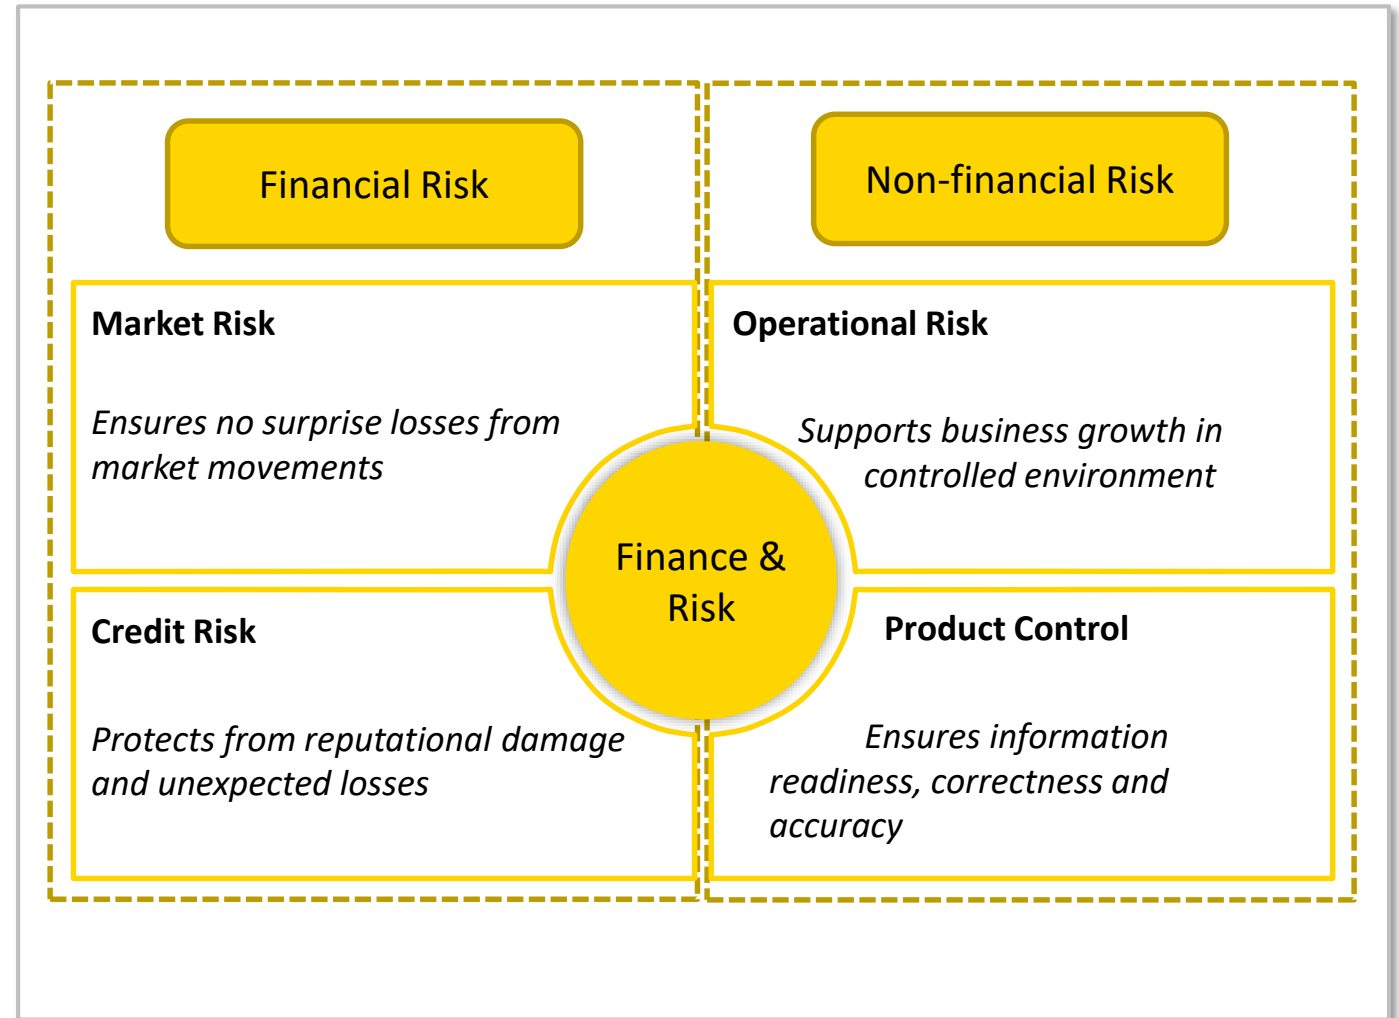 Financial Risk
Non-financial Risk
Market Risk
Ensures no surprise losses from
market movements
Operational Risk
Supports business growth in
controlled environment
Finance &
Risk
Credit Risk
Protects from reputational damage
and unexpected losses
Product Control
Ensures information
readiness, correctness and
accuracy